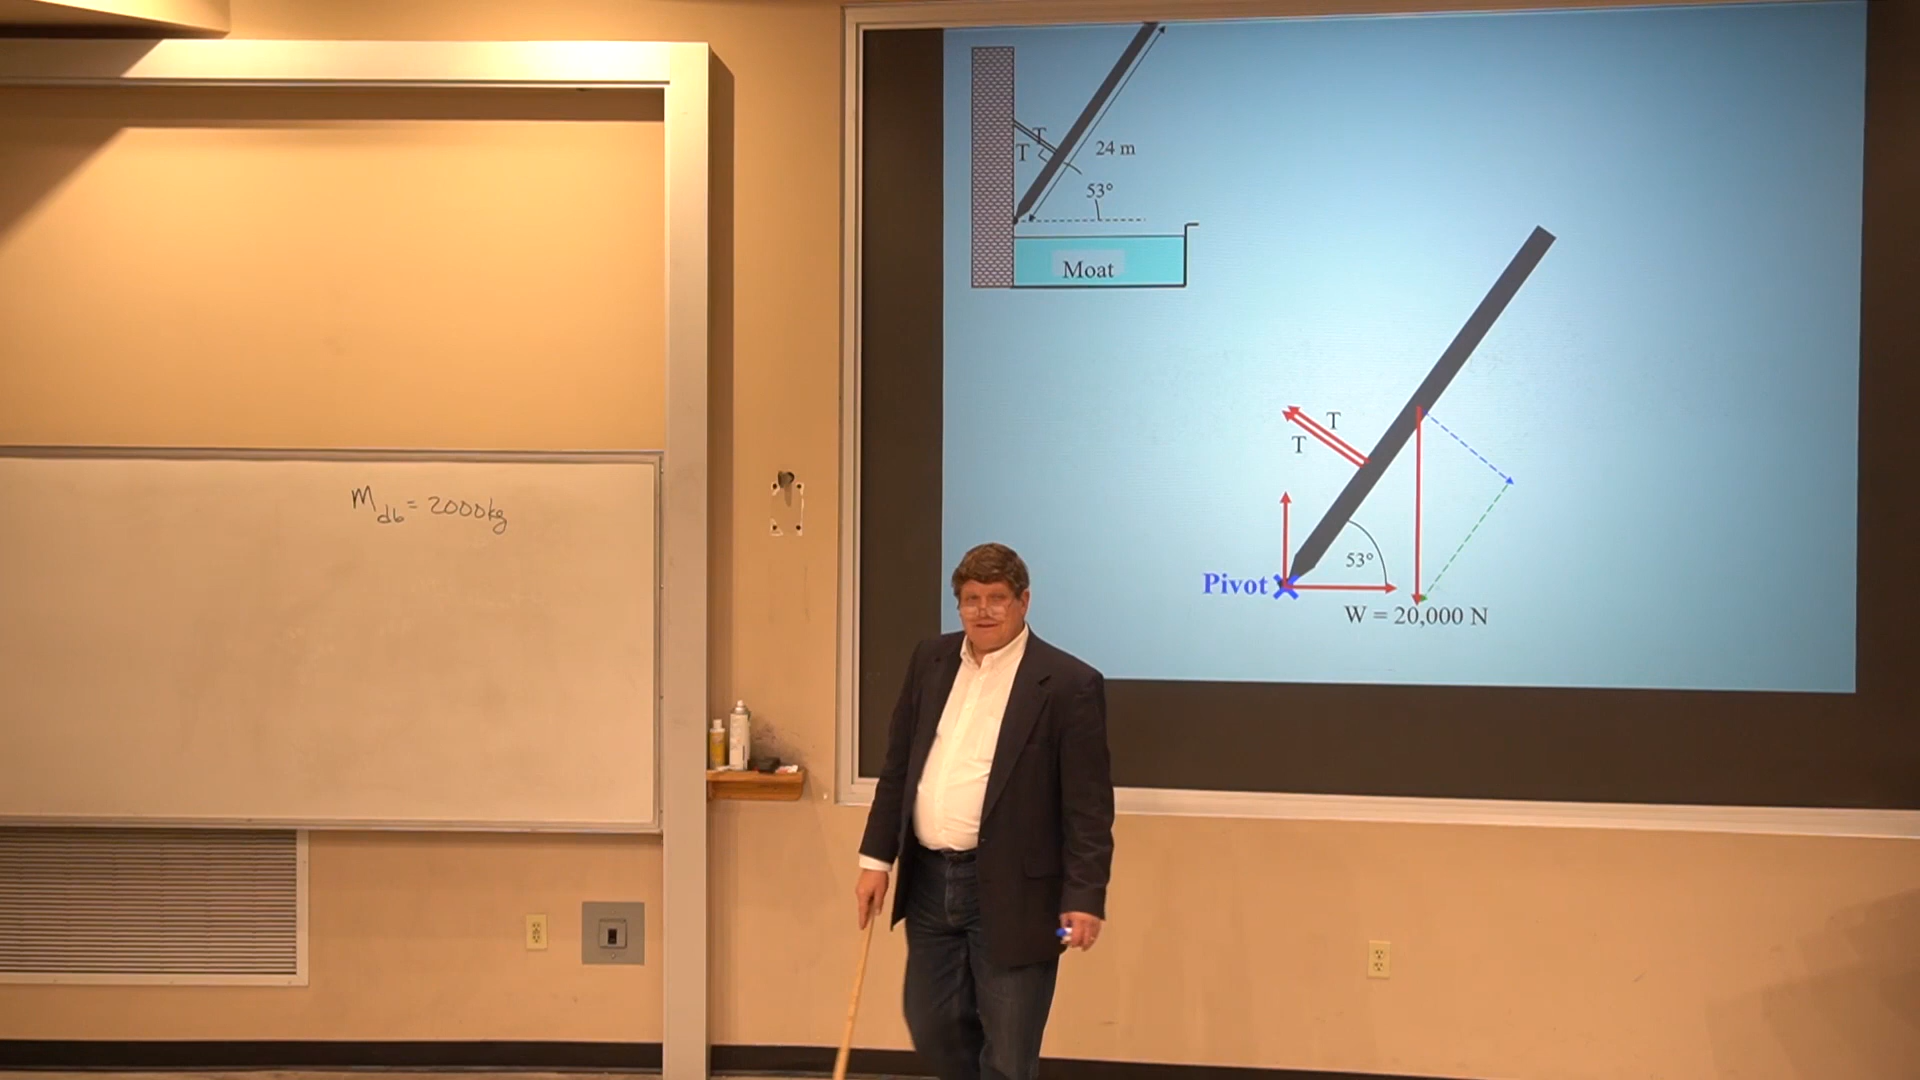 M_db = 2000kg
T
T
24 m
53°
Moat
T
T
53°
Pivot
W = 20,000 N